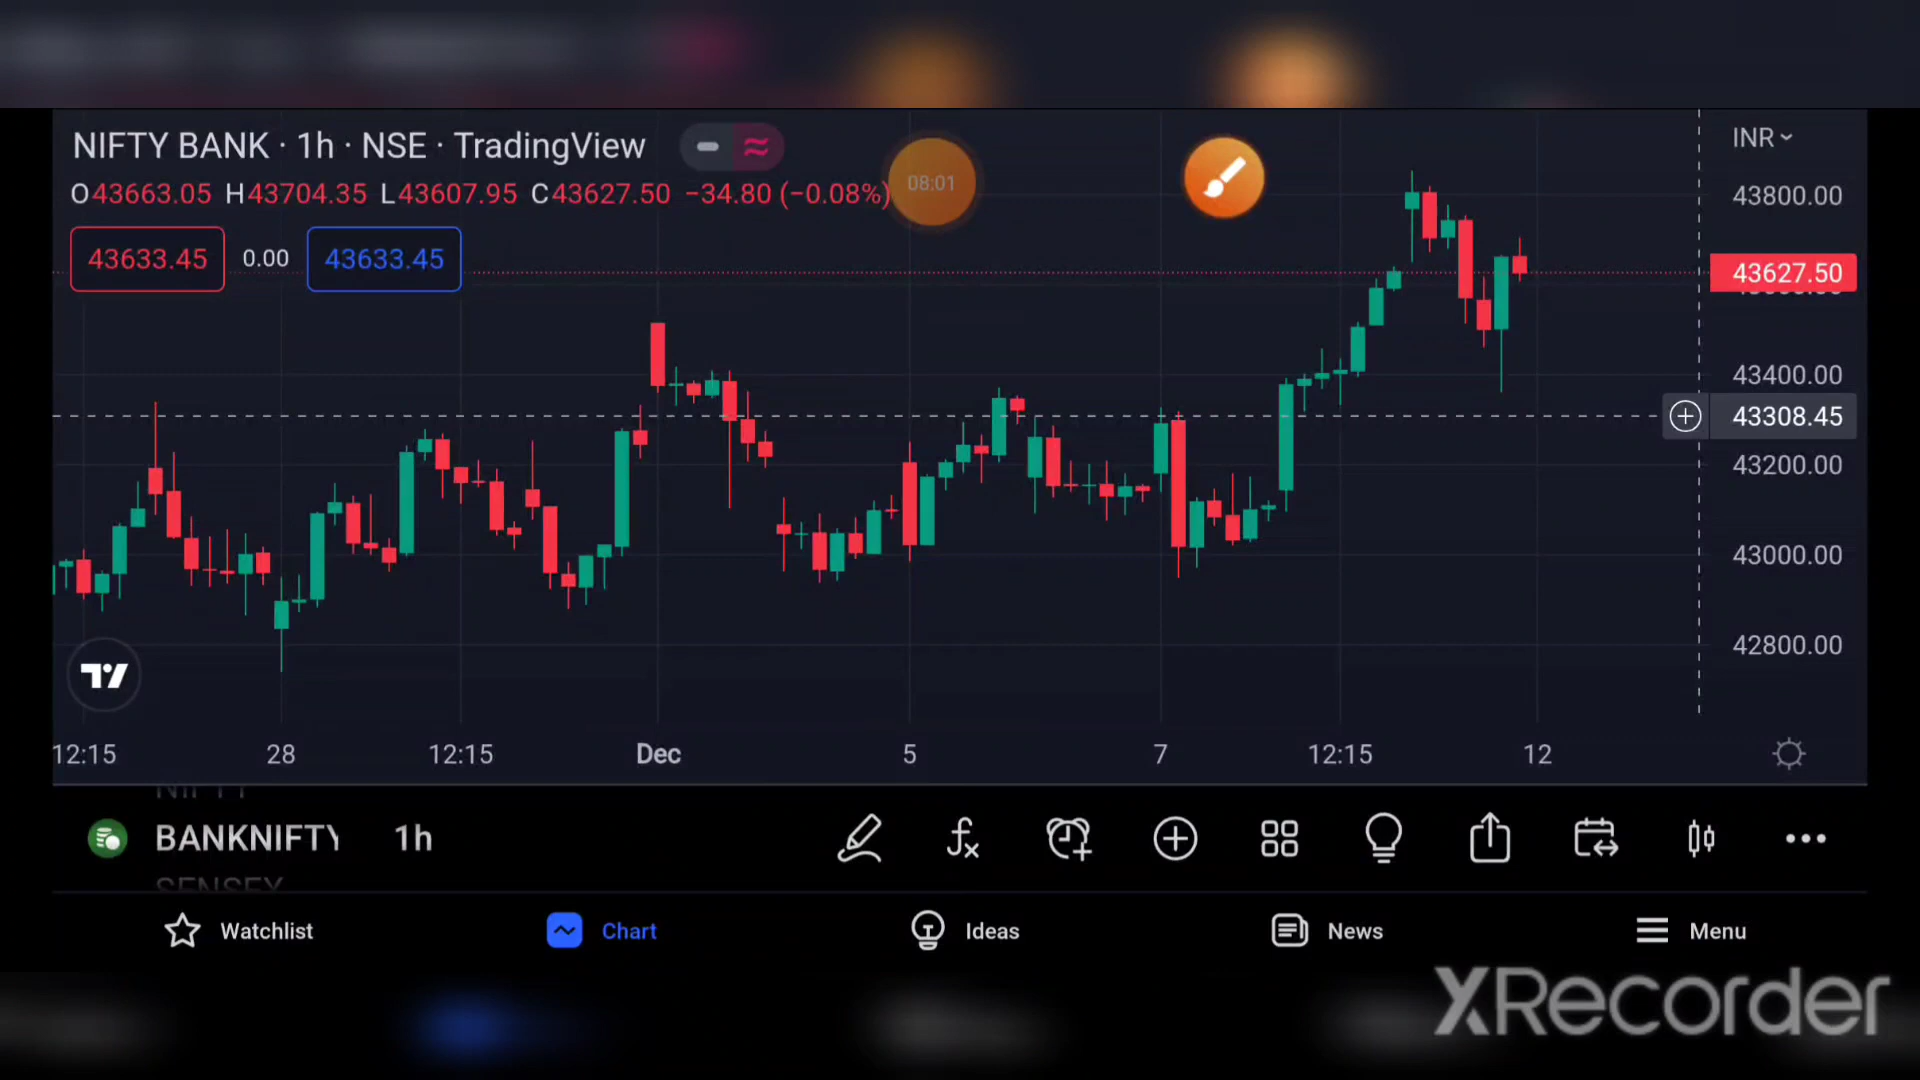 NIFTY BANK · 1h · NSE · TradingView
INR
O43663.05 H43704.35 L43607.95 C43627.50 −34.80 (−0.08%)
08:01
43800.00
43633.45 0.00 43633.45
43627.50
43400.00
43308.45
43200.00
43000.00
42800.00
12:15 28 12:15 Dec 5 7 12:15 12
NIFTY
BANKNIFTY 1h
SENSEX
Watchlist Chart Ideas News Menu
XRecorder